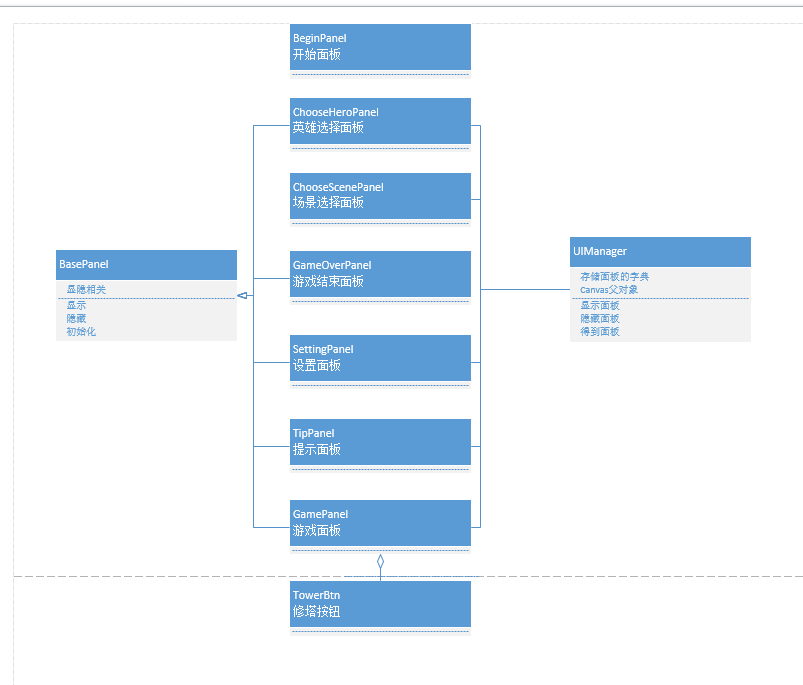 BeginPanel
开始面板
ChooseHeroPanel
英雄选择面板
ChooseScenePanel
场景选择面板
GameOverPanel
游戏结束面板
SettingPanel
设置面板
TipPanel
提示面板
GamePanel
游戏面板
TowerBtn
修塔按钮
BasePanel
显隐相关
显示
隐藏
初始化
UIManager
存储面板的字典
Canvas父对象
显示面板
隐藏面板
得到面板